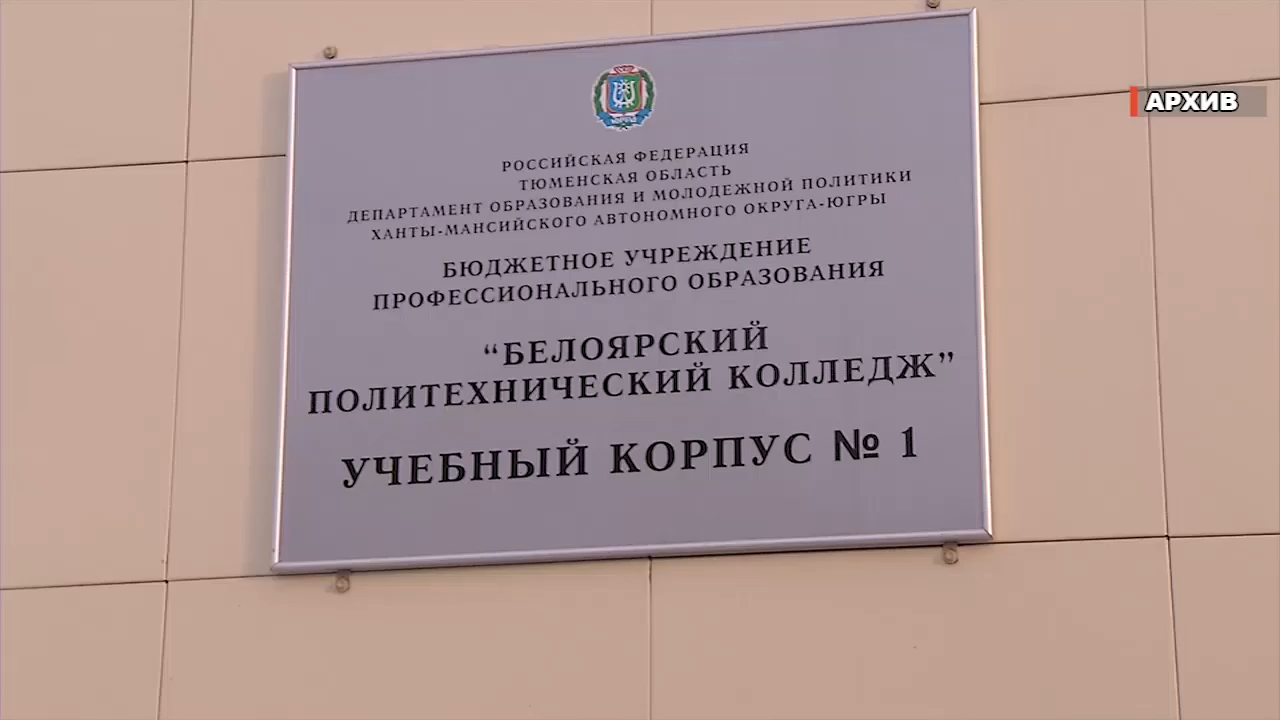 АРХИВ
РОССИЙСКАЯ ФЕДЕРАЦИЯ
ТЮМЕНСКАЯ ОБЛАСТЬ
ДЕПАРТАМЕНТ ОБРАЗОВАНИЯ И МОЛОДЕЖНОЙ ПОЛИТИКИ
ХАНТЫ-МАНСИЙСКОГО АВТОНОМНОГО ОКРУГА-ЮГРЫ
БЮДЖЕТНОЕ УЧРЕЖДЕНИЕ
ПРОФЕССИОНАЛЬНОГО ОБРАЗОВАНИЯ
“БЕЛОЯРСКИЙ
ПОЛИТЕХНИЧЕСКИЙ КОЛЛЕДЖ”
УЧЕБНЫЙ КОРПУС № 1